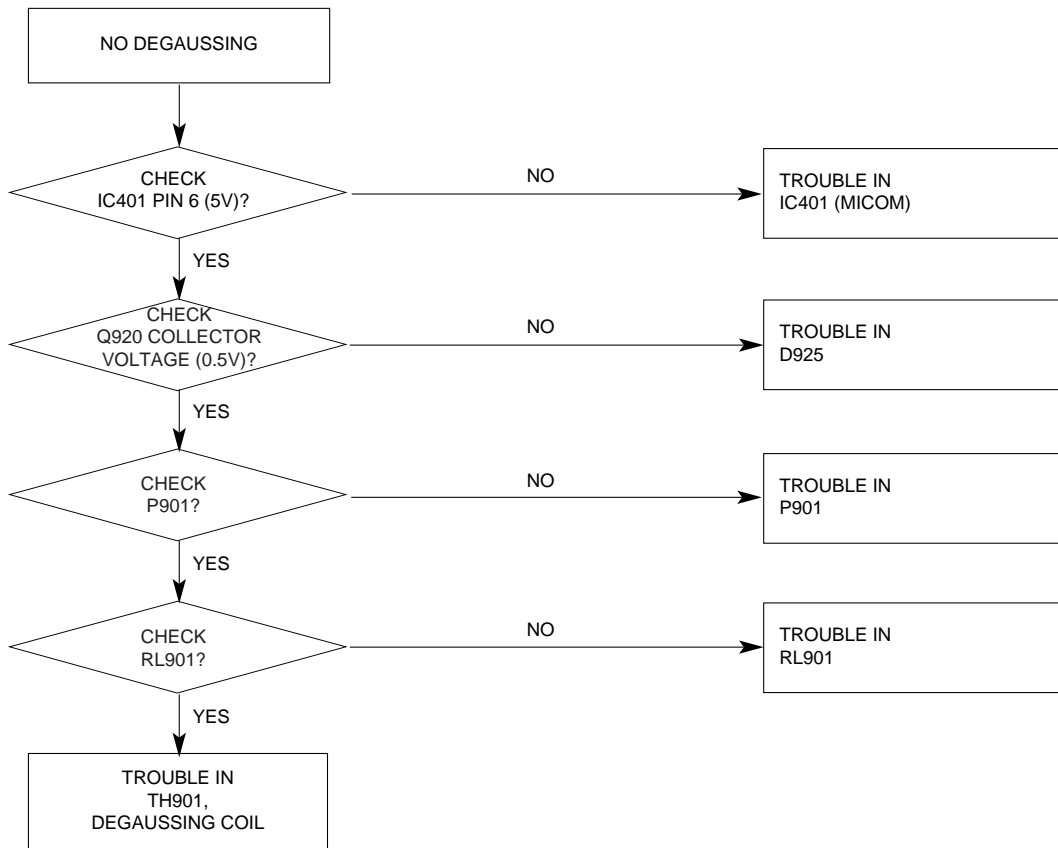 NO DEGAUSSING
CHECK
IC401 PIN 6 (5V)?
NO
TROUBLE IN
IC401 (MICOM)
YES
CHECK
Q920 COLLECTOR
VOLTAGE (0.5V)?
NO
TROUBLE IN
D925
YES
CHECK
P901?
NO
TROUBLE IN
P901
YES
CHECK
RL901?
NO
TROUBLE IN
RL901
YES
TROUBLE IN
TH901,
DEGAUSSING COIL